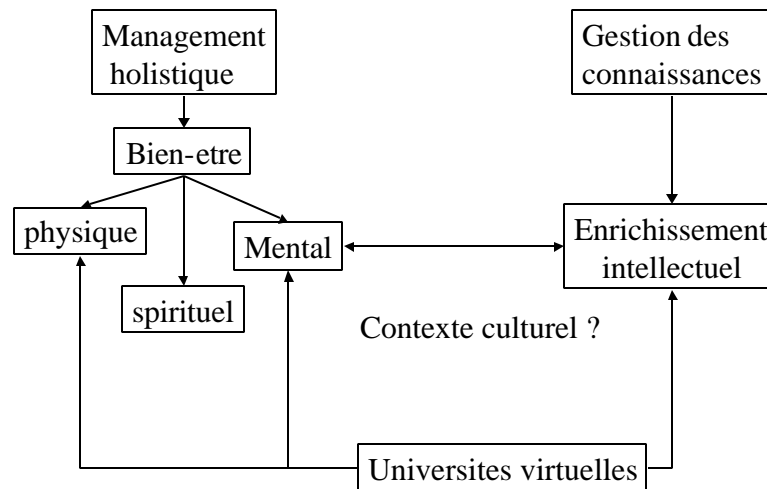 Management
holistique
Gestion des
connaissances
Bien-etre
physique
Mental
Enrichissement
intellectuel
spirituel
Contexte culturel ?
Universites virtuelles